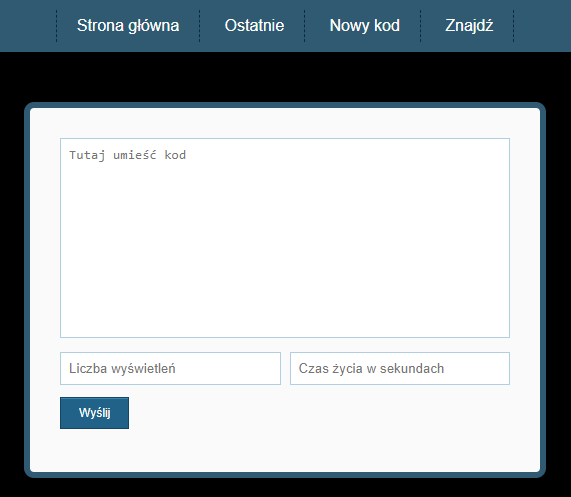 Strona główna Ostatnie Nowy kod Znajdź
Tutaj umieść kod
Liczba wyświetleń Czas życia w sekundach
Wyślij